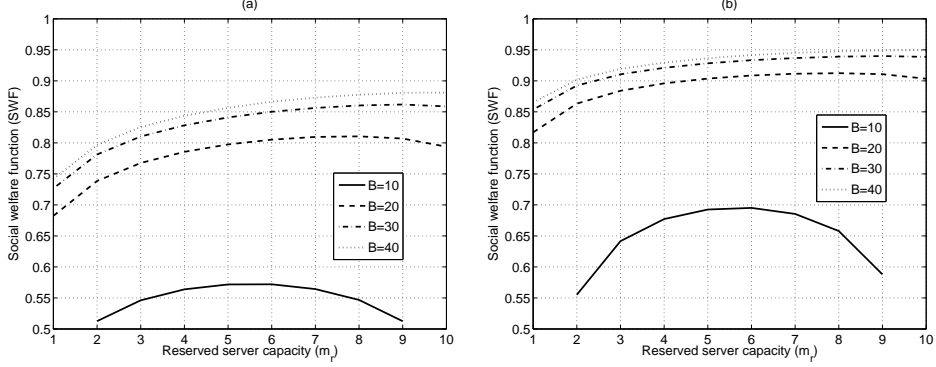 (a)
1
0.95
0.9
0.85
0.8
0.75
0.7
0.65
0.6
0.55
0.5
Social welfare function (SWF)
B=10
B=20
B=30
B=40
1 2 3 4 5 6 7 8 9 10
Reserved server capacity (m_r)
(b)
1
0.95
0.9
0.85
0.8
0.75
0.7
0.65
0.6
0.55
0.5
Social welfare function (SWF)
B=10
B=20
B=30
B=40
1 2 3 4 5 6 7 8 9 10
Reserved server capacity (m_r)